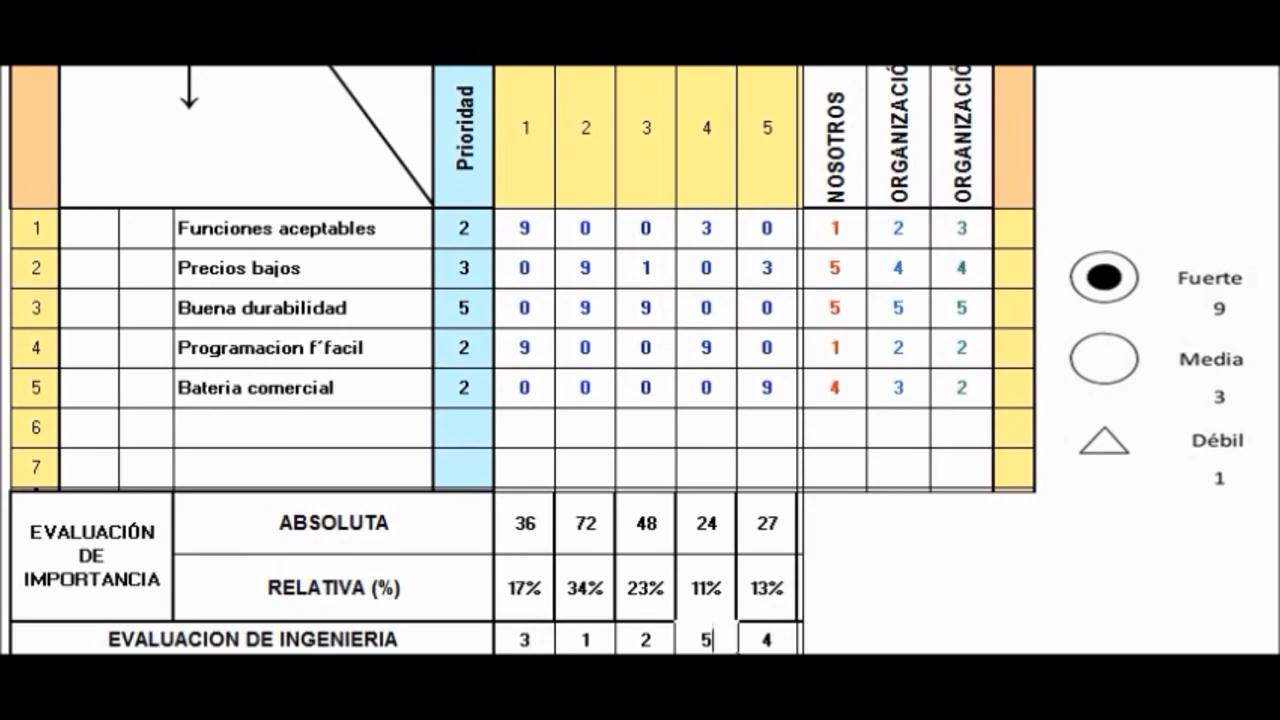 Prioridad 1 2 3 4 5 NOSOTROS ORGANIZACIÓ ORGANIZACIÓ
1 Funciones aceptables 2 9 0 0 3 0 1 2 3
2 Precios bajos 3 0 9 1 0 3 5 4 4
3 Buena durabilidad 5 0 9 9 0 0 5 5 5
4 Programacion f´facil 2 9 0 0 9 0 1 2 2
5 Bateria comercial 2 0 0 0 0 9 4 3 2
6
7
EVALUACIÓN
DE
IMPORTANCIA
ABSOLUTA 36 72 48 24 27
RELATIVA (%) 17% 34% 23% 11% 13%
EVALUACION DE INGENIERIA 3 1 2 5 4
Fuerte
9
Media
3
Débil
1